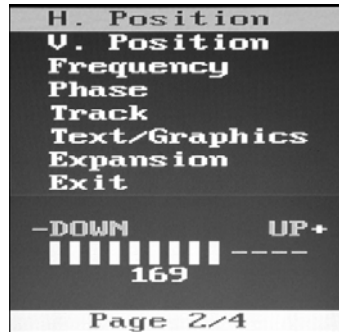 H. Position
V. Position
Frequency
Phase
Track
Text/Graphics
Expansion
Exit
-DOWN UP+
169
Page 2/4